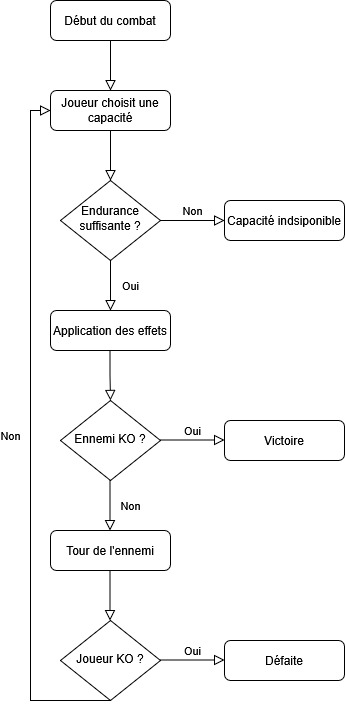 Début du combat
Joueur choisit une
capacité
Endurance
suffisante ?
Non
Capacité indsiponible
Oui
Application des effets
Ennemi KO ?
Oui
Victoire
Non
Non
Tour de l'ennemi
Joueur KO ?
Oui
Défaite